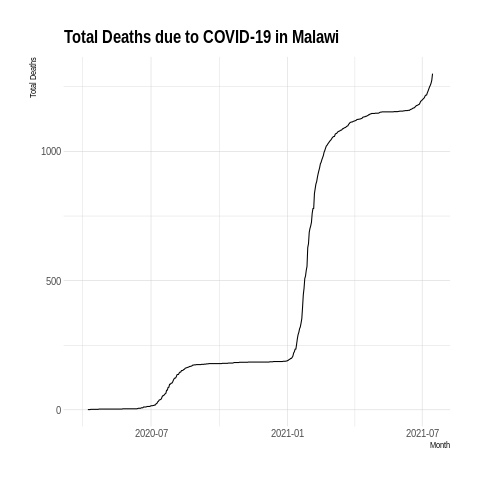 Total Deaths due to COVID-19 in Malawi
Total Deaths
1000
500
0
2020-07
2021-01
2021-07
Month